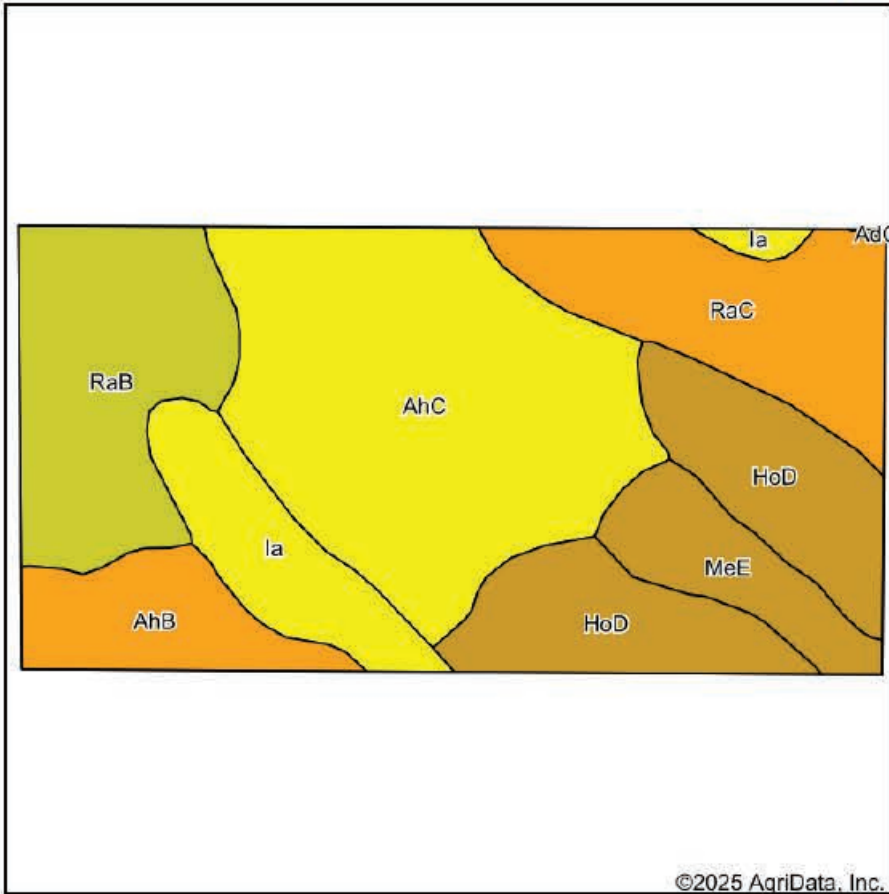 Ia
AdC
RaC
RaB
AhC
HoD
Ia
MeE
AhB
HoD
©2025 AgriData, Inc.